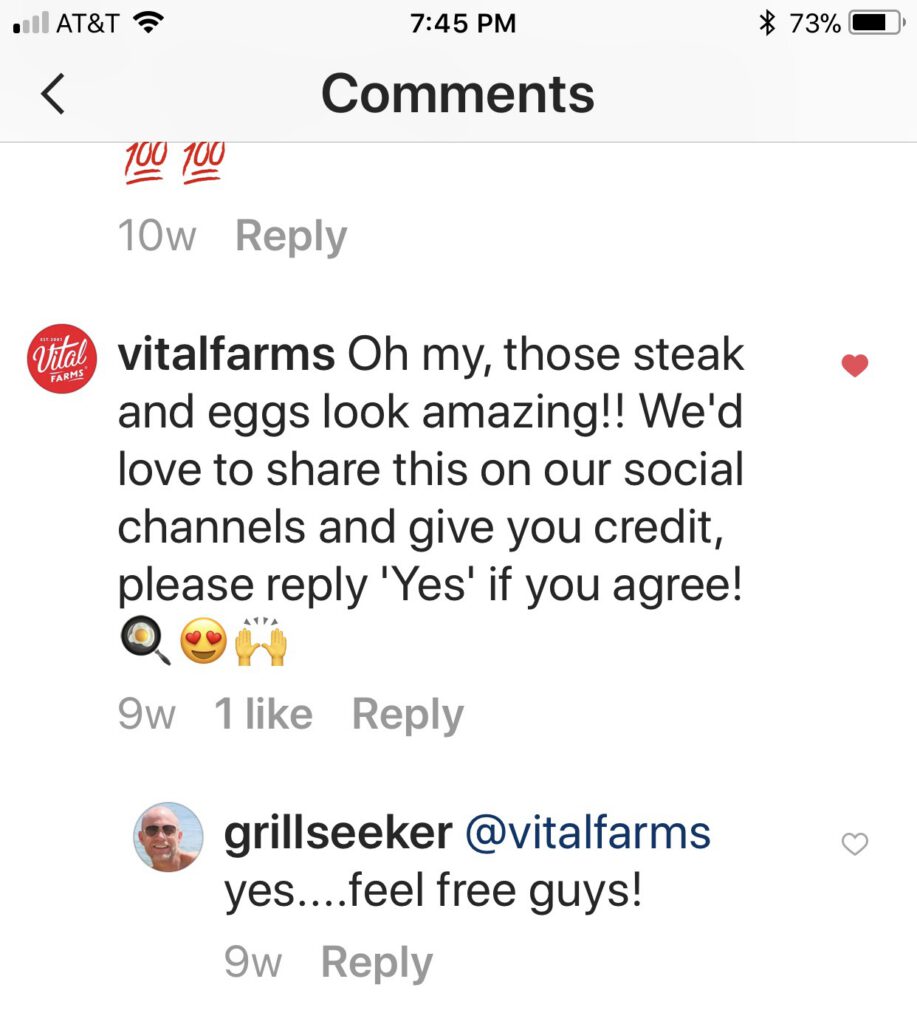 AT&T 7:45 PM 73%
Comments
💯 💯
10w Reply
EST 2007 Vital FARMS
vitalfarms Oh my, those steak
and eggs look amazing!! We'd
love to share this on our social
channels and give you credit,
please reply 'Yes' if you agree!
🍳😍🙌
9w 1 like Reply
grillseeker @vitalfarms
yes....feel free guys!
9w Reply